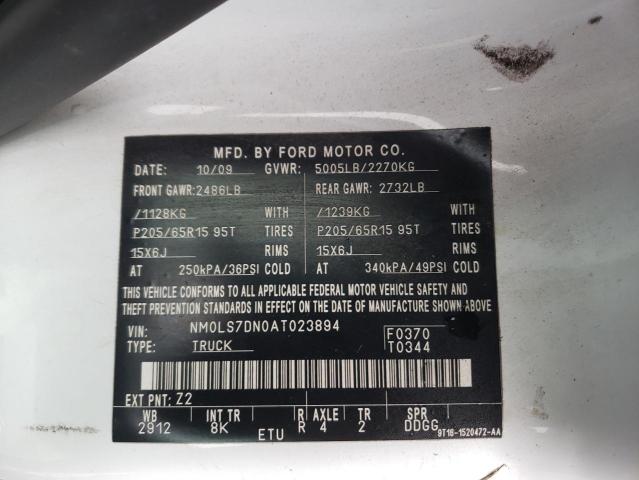 MFD. BY FORD MOTOR CO.
DATE: 10/09 GVWR: 5005LB/2270KG
FRONT GAWR: 2486LB REAR GAWR: 2732LB
/1128KG WITH /1239KG WITH
P205/65R15 95T TIRES P205/65R15 95T TIRES
15X6J RIMS 15X6J RIMS
AT 250kPA/36PSI COLD AT 340kPA/49PSI COLD
THIS VEHICLE CONFORMS TO ALL APPLICABLE FEDERAL MOTOR VEHICLE SAFETY AND
THEFT PREVENTION STANDARDS IN EFFECT ON THE DATE OF MANUFACTURE SHOWN ABOVE.
VIN: NM0LS7DN0AT023894 F0370
TYPE: TRUCK T0344
EXT PNT: Z2
WB INT TR R AXLE TR SPR
2912 8K R 4 2 DDGG
ETU 9T16-1520472-AA